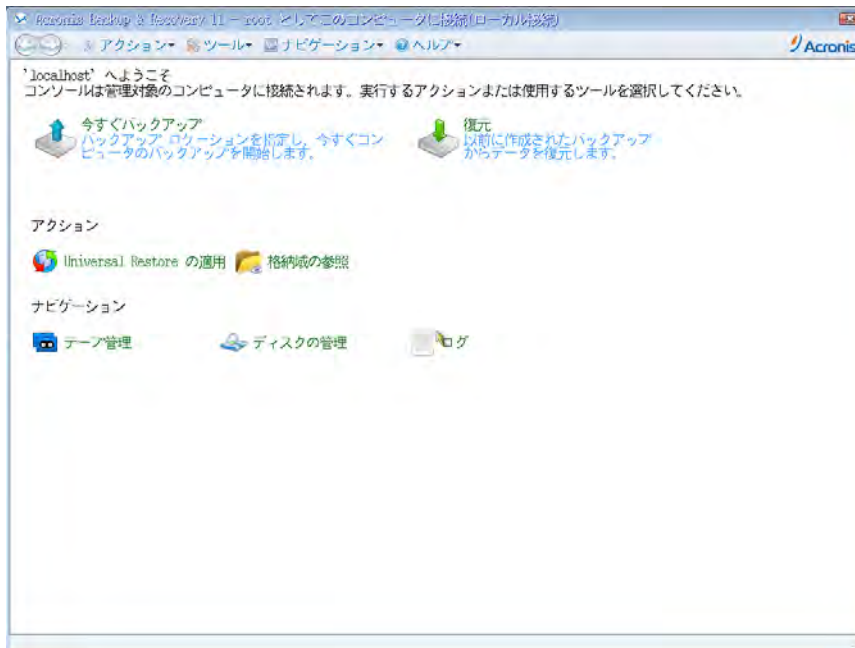 Acronis Backup & Recovery 11 - root としてこのコンピュータに接続(ローカル接続)
アクション ツール ナビゲーション ヘルプ
Acronis
'localhost' へようこそ
コンソールは管理対象のコンピュータに接続されます。実行するアクションまたは使用するツールを選択してください。
今すぐバックアップ
バックアップ ロケーションを指定し、今すぐコン
ピュータのバックアップを開始します。
復元
以前に作成されたバックアップ
からデータを復元します。
アクション
Universal Restore の適用
格納域の参照
ナビゲーション
テープ管理
ディスクの管理
ログ